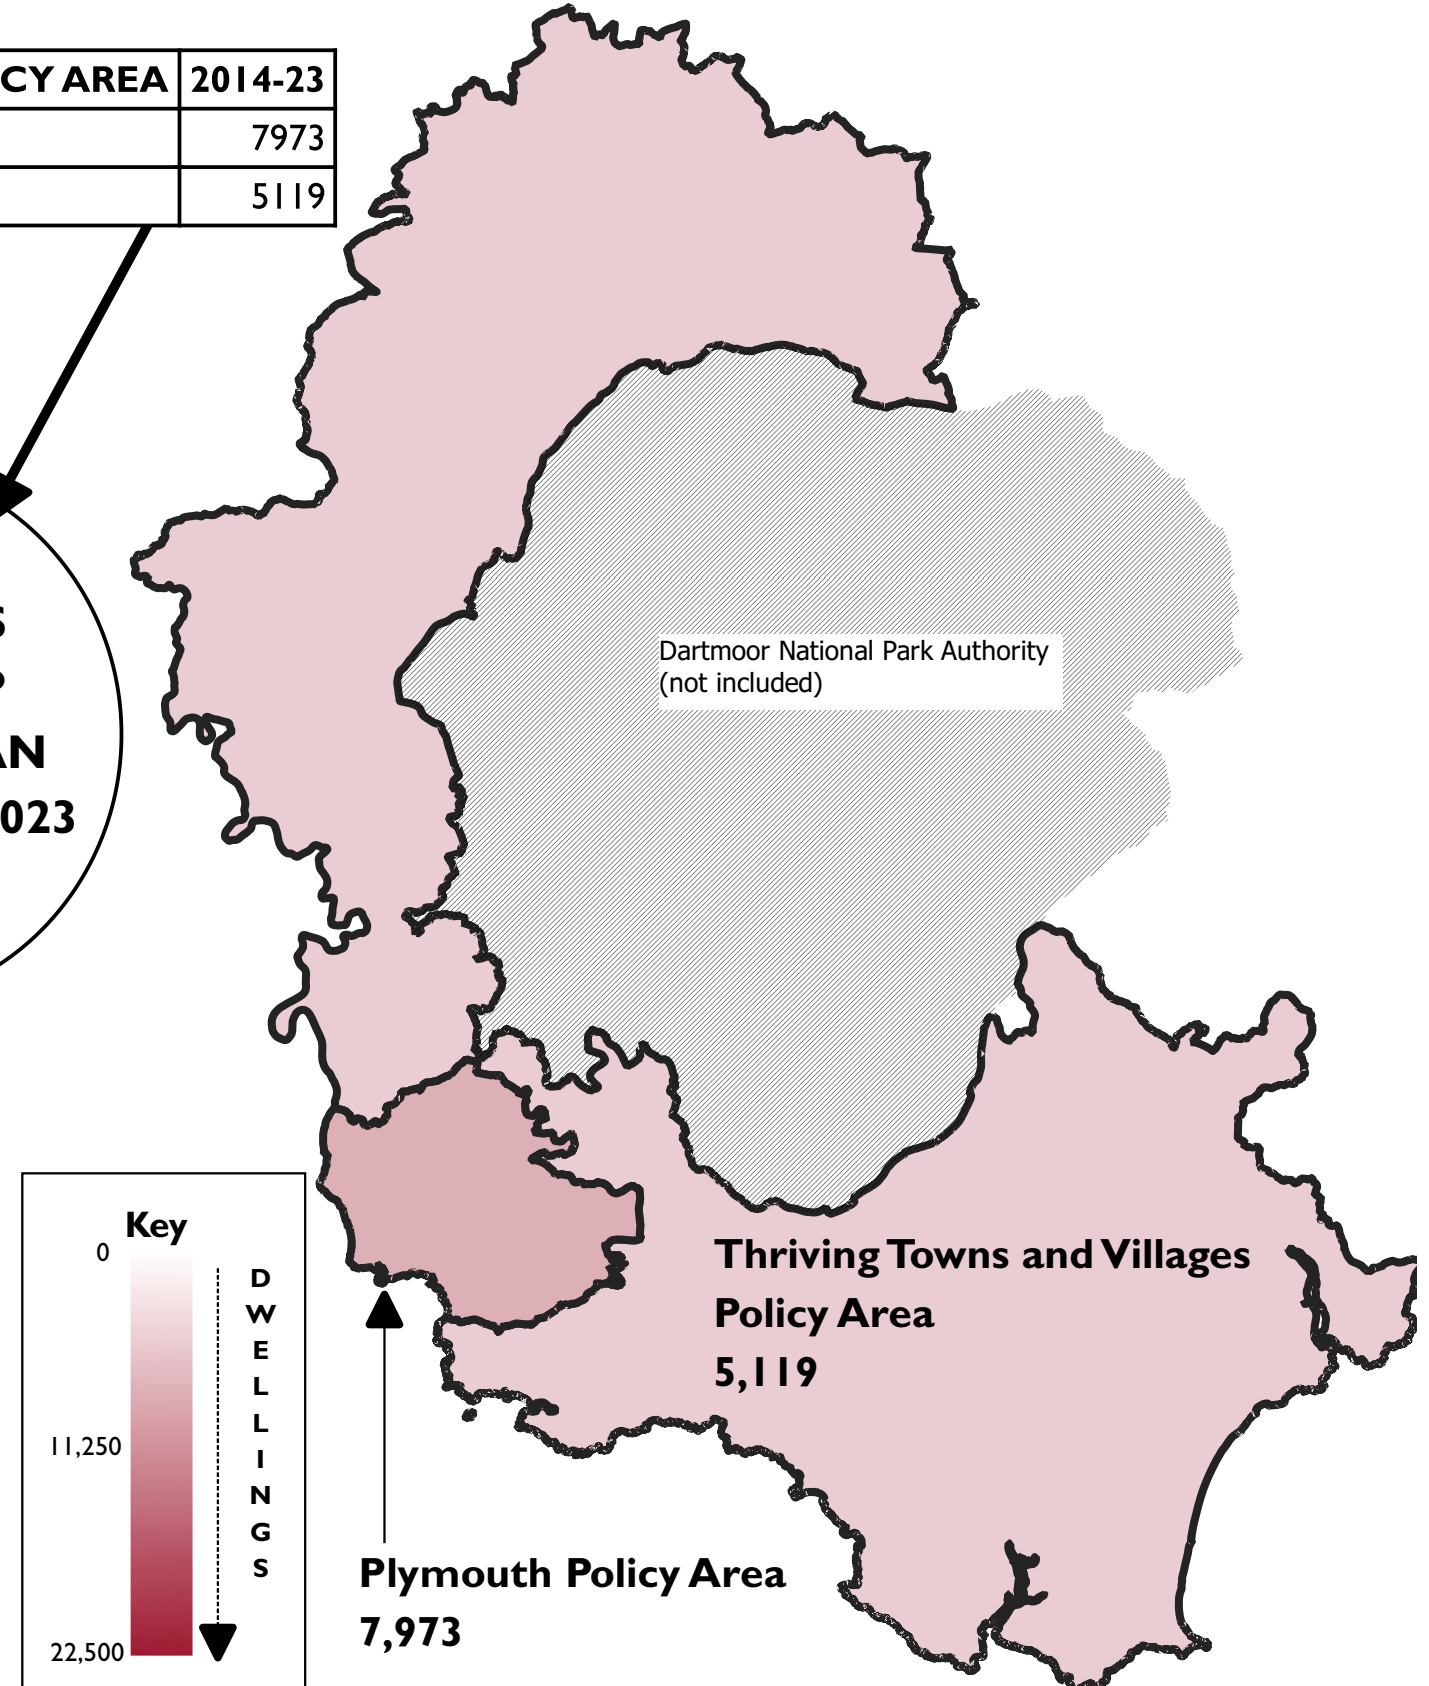 CY AREA 2014-23
7973
5119
S
AN
023
Dartmoor National Park Authority
(not included)
Thriving Towns and Villages
Policy Area
5,119
Key
0
11,250
22,500
D
W
E
L
L
I
N
G
S
Plymouth Policy Area
7,973